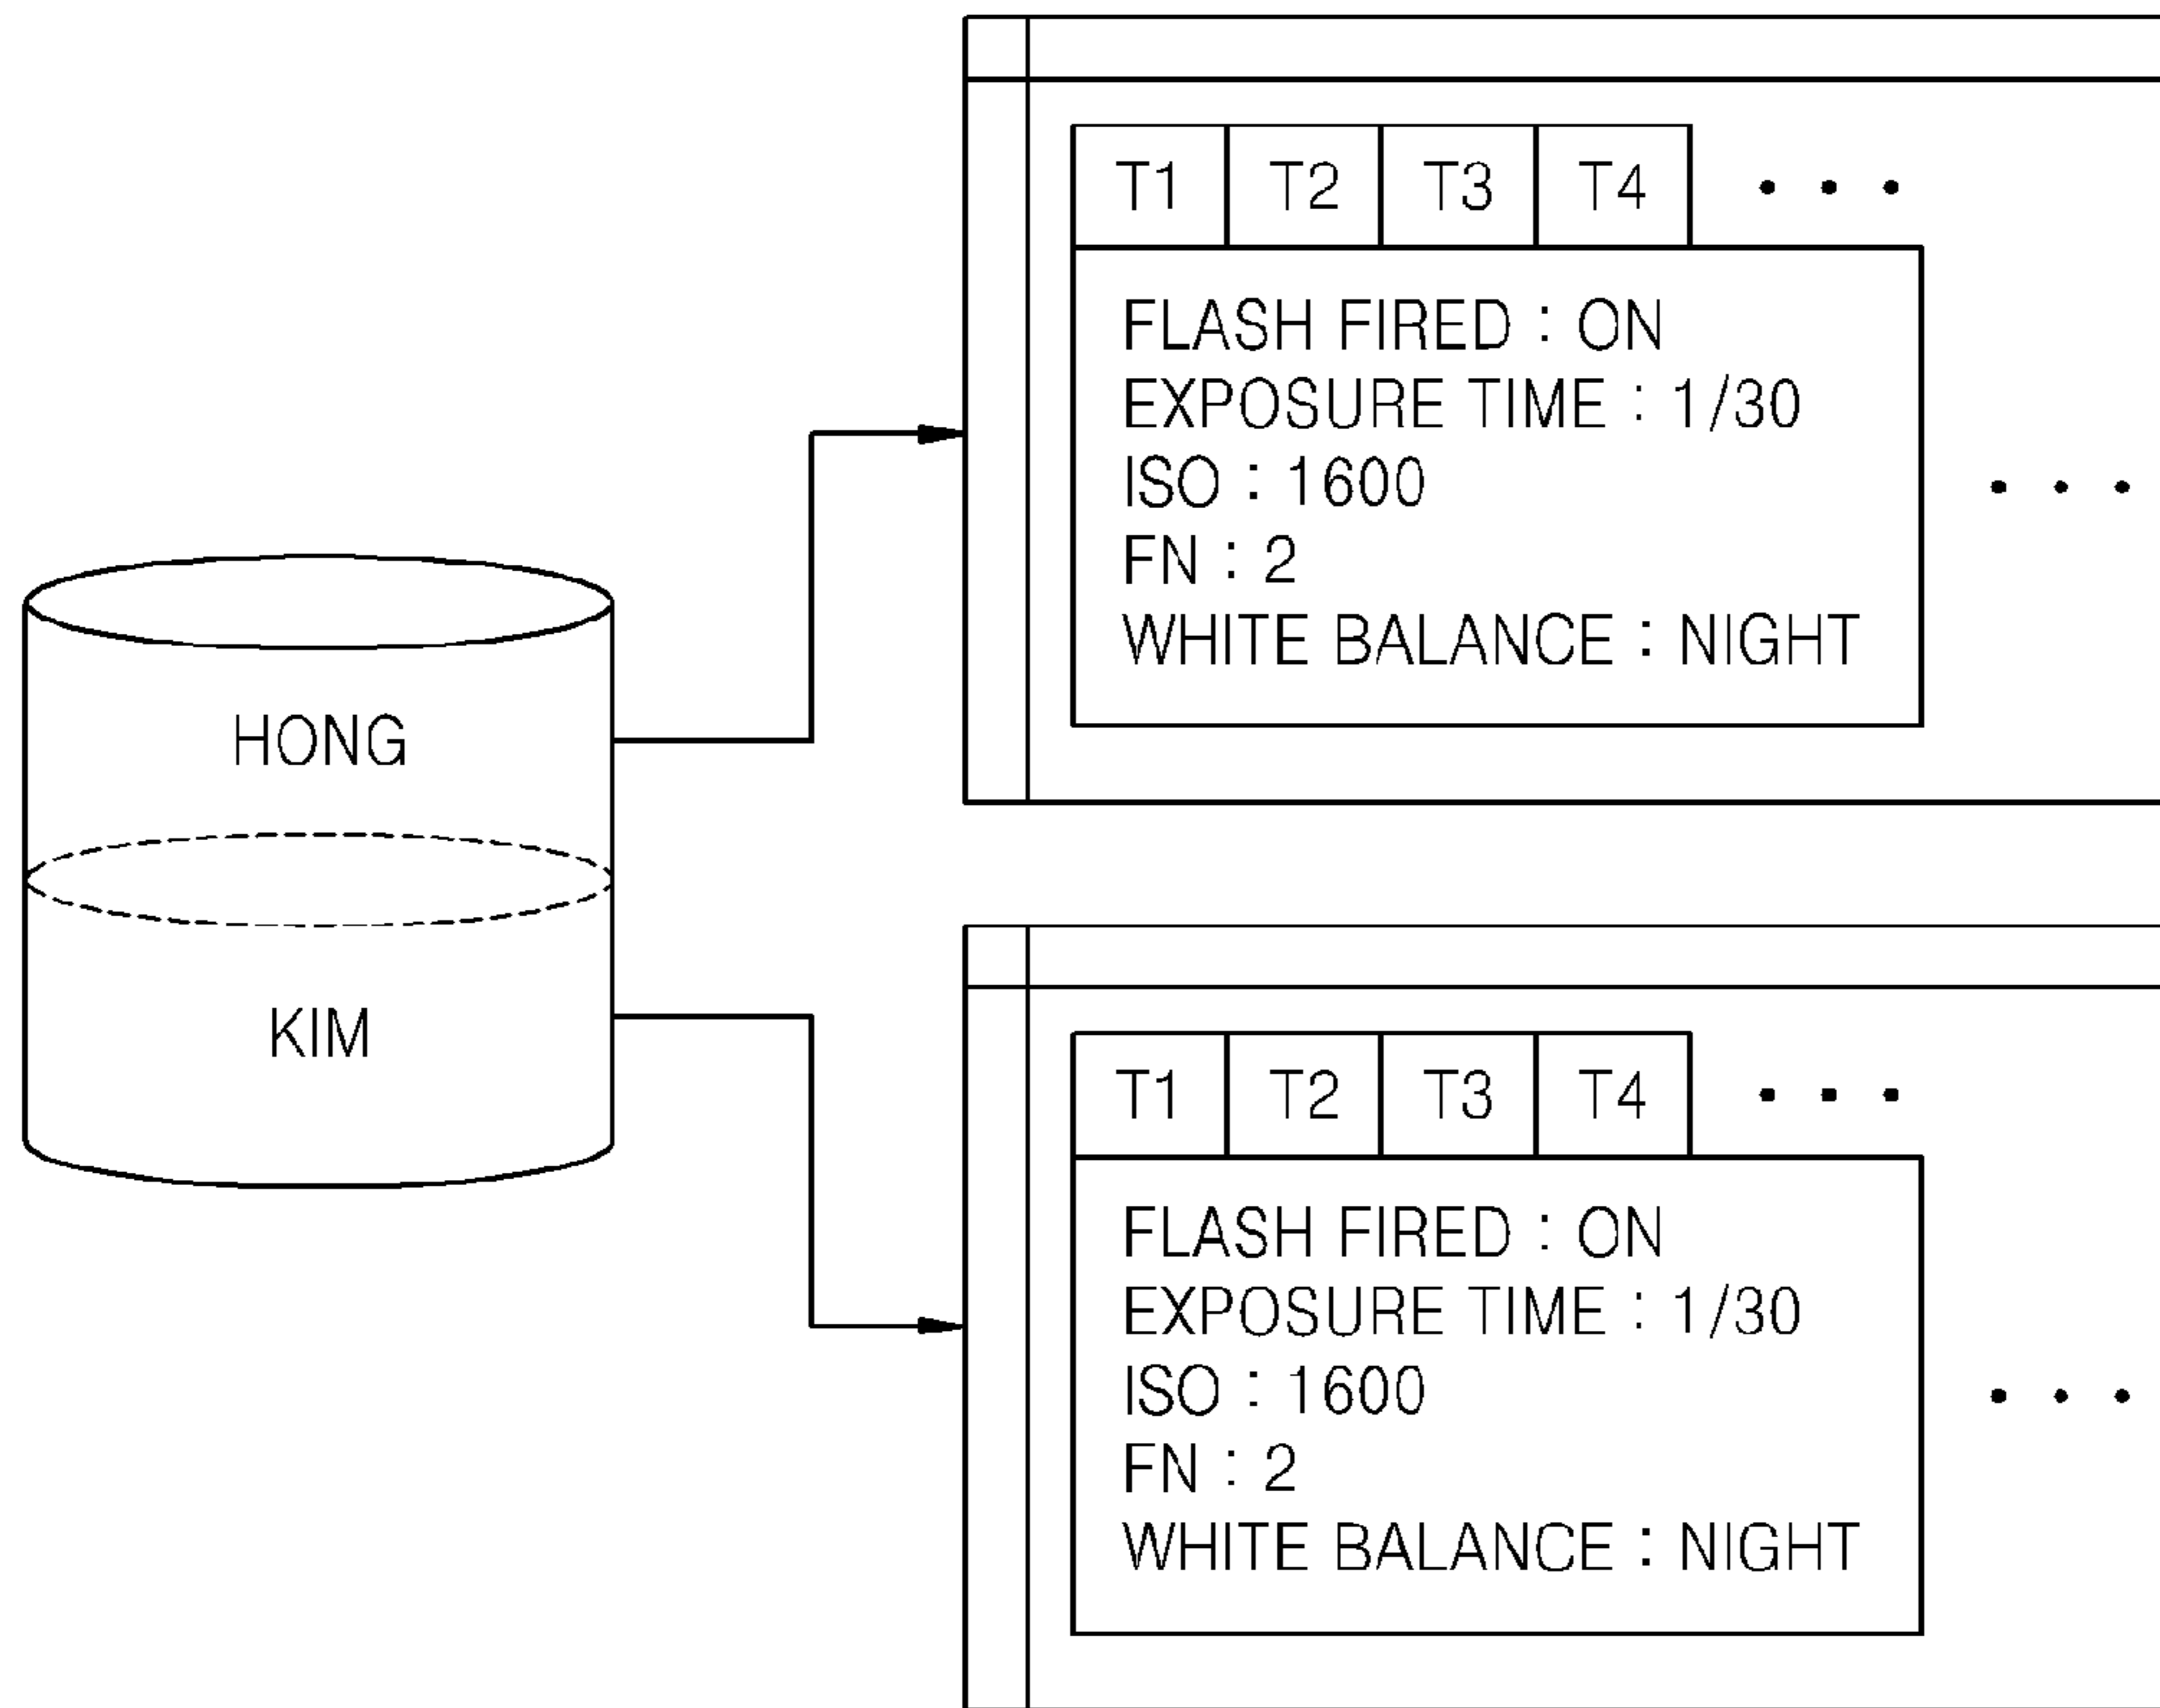 T1 T2 T3 T4 • • •
FLASH FIRED : ON
EXPOSURE TIME : 1/30
ISO : 1600
FN : 2
WHITE BALANCE : NIGHT
• • •
HONG
KIM
T1 T2 T3 T4 • • •
FLASH FIRED : ON
EXPOSURE TIME : 1/30
ISO : 1600
FN : 2
WHITE BALANCE : NIGHT
• • •